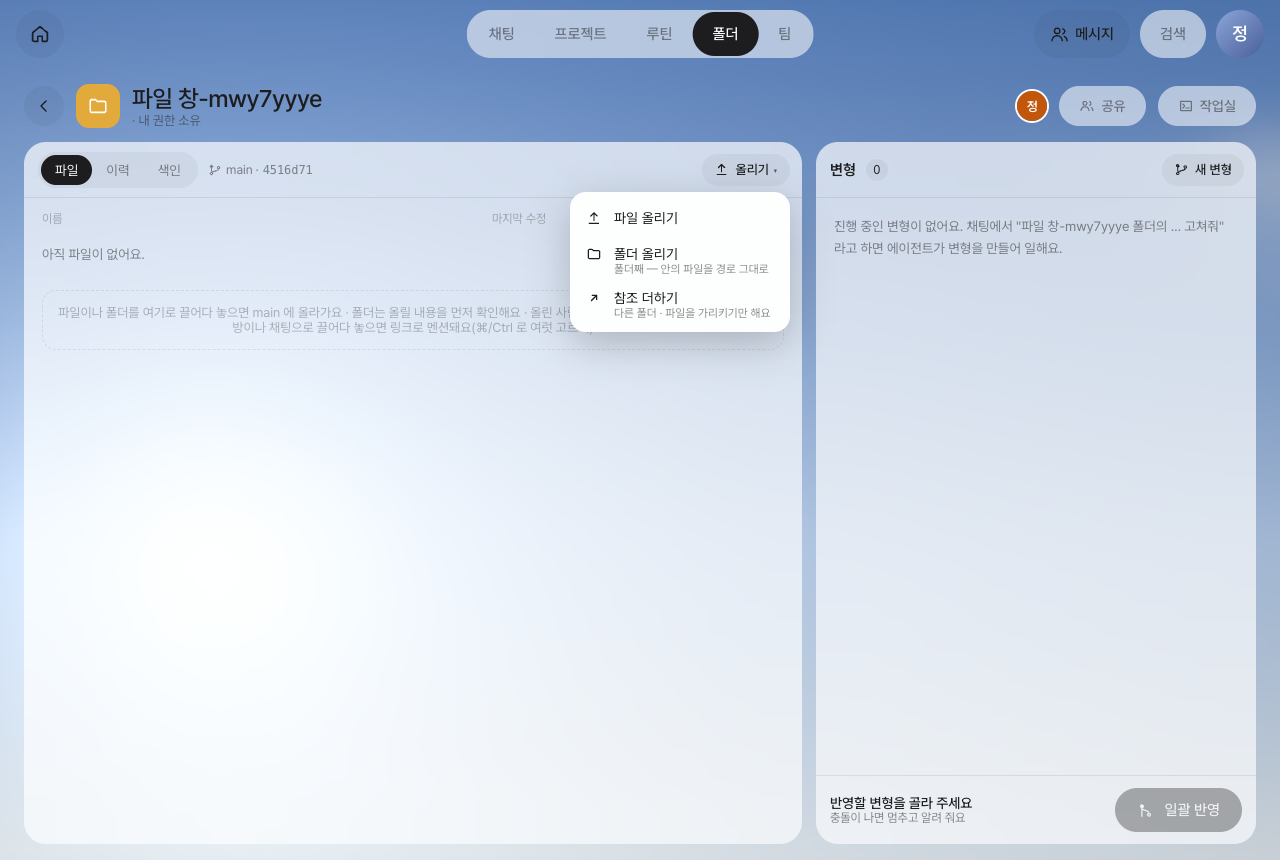 채팅
프로젝트
루틴
폴더
팀
메시지
검색
정
파일 창-mwy7yyye
· 내 권한 소유
정
공유
작업실
파일
이력
색인
main · 4516d71
올리기
변형
0
새 변형
이름
마지막 수정
아직 파일이 없어요.
파일이나 폴더를 여기로 끌어다 놓으면 main 에 올라가요 · 폴더는 올릴 내용을 먼저 확인해요 · 올린
방이나 채팅으로 끌어다 놓으면 링크로 멘션돼요(⌘/Ctrl 로 여럿
파일 올리기
폴더 올리기
폴더째 — 안의 파일을 경로 그대로
참조 더하기
다른 폴더 · 파일을 가리키기만 해요
진행 중인 변형이 없어요. 채팅에서 "파일 창-mwy7yyye 폴더의 … 고쳐줘"
라고 하면 에이전트가 변형을 만들어 일해요.
반영할 변형을 골라 주세요
충돌이 나면 멈추고 알려 줘요
일괄 반영